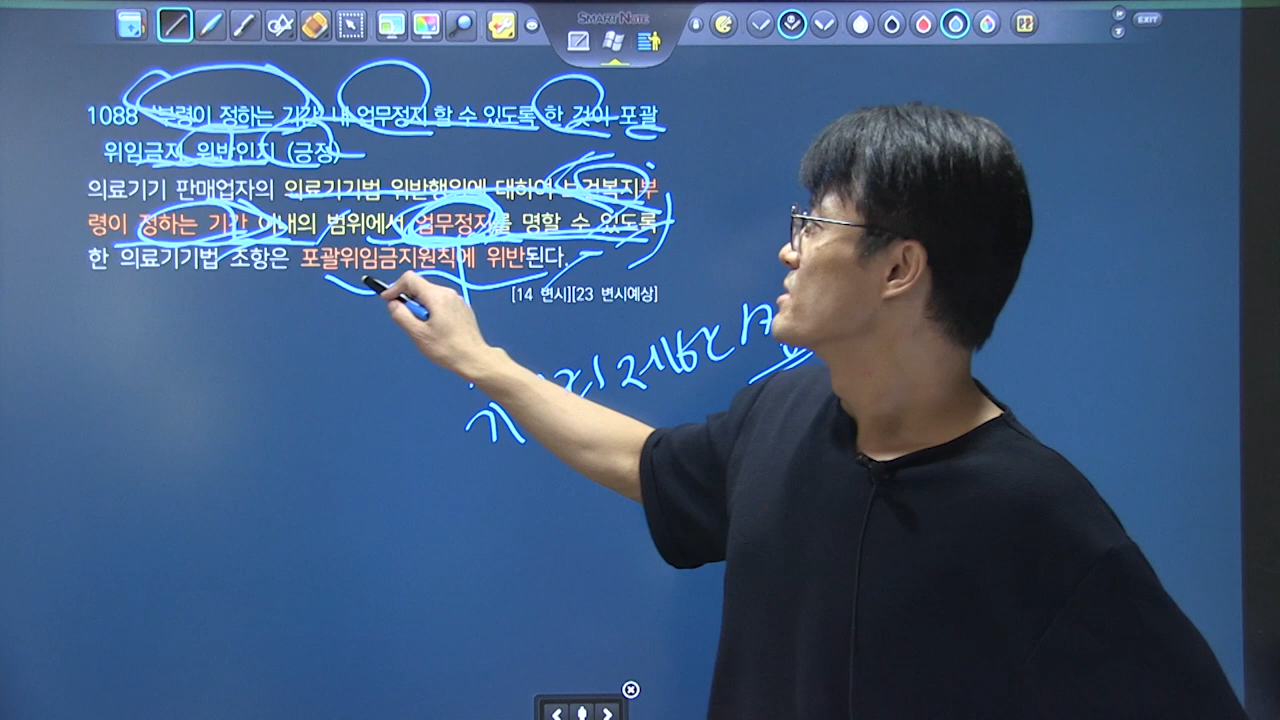 SMART NOTE
EXIT
1088 '부령이 정하는 기간 내 업무정지 할 수 있도록 한 것이 포괄
위임금지 위반인지 (긍정)
의료기기 판매업자의 의료기기법 위반행위에 대하여 보건복지부
령이 정하는 기간 이내의 범위에서 업무정지를 명할 수 있도록
한 의료기기법 조항은 포괄위임금지원칙에 위반된다.
[14 변시][23 변시예상]
제한
기